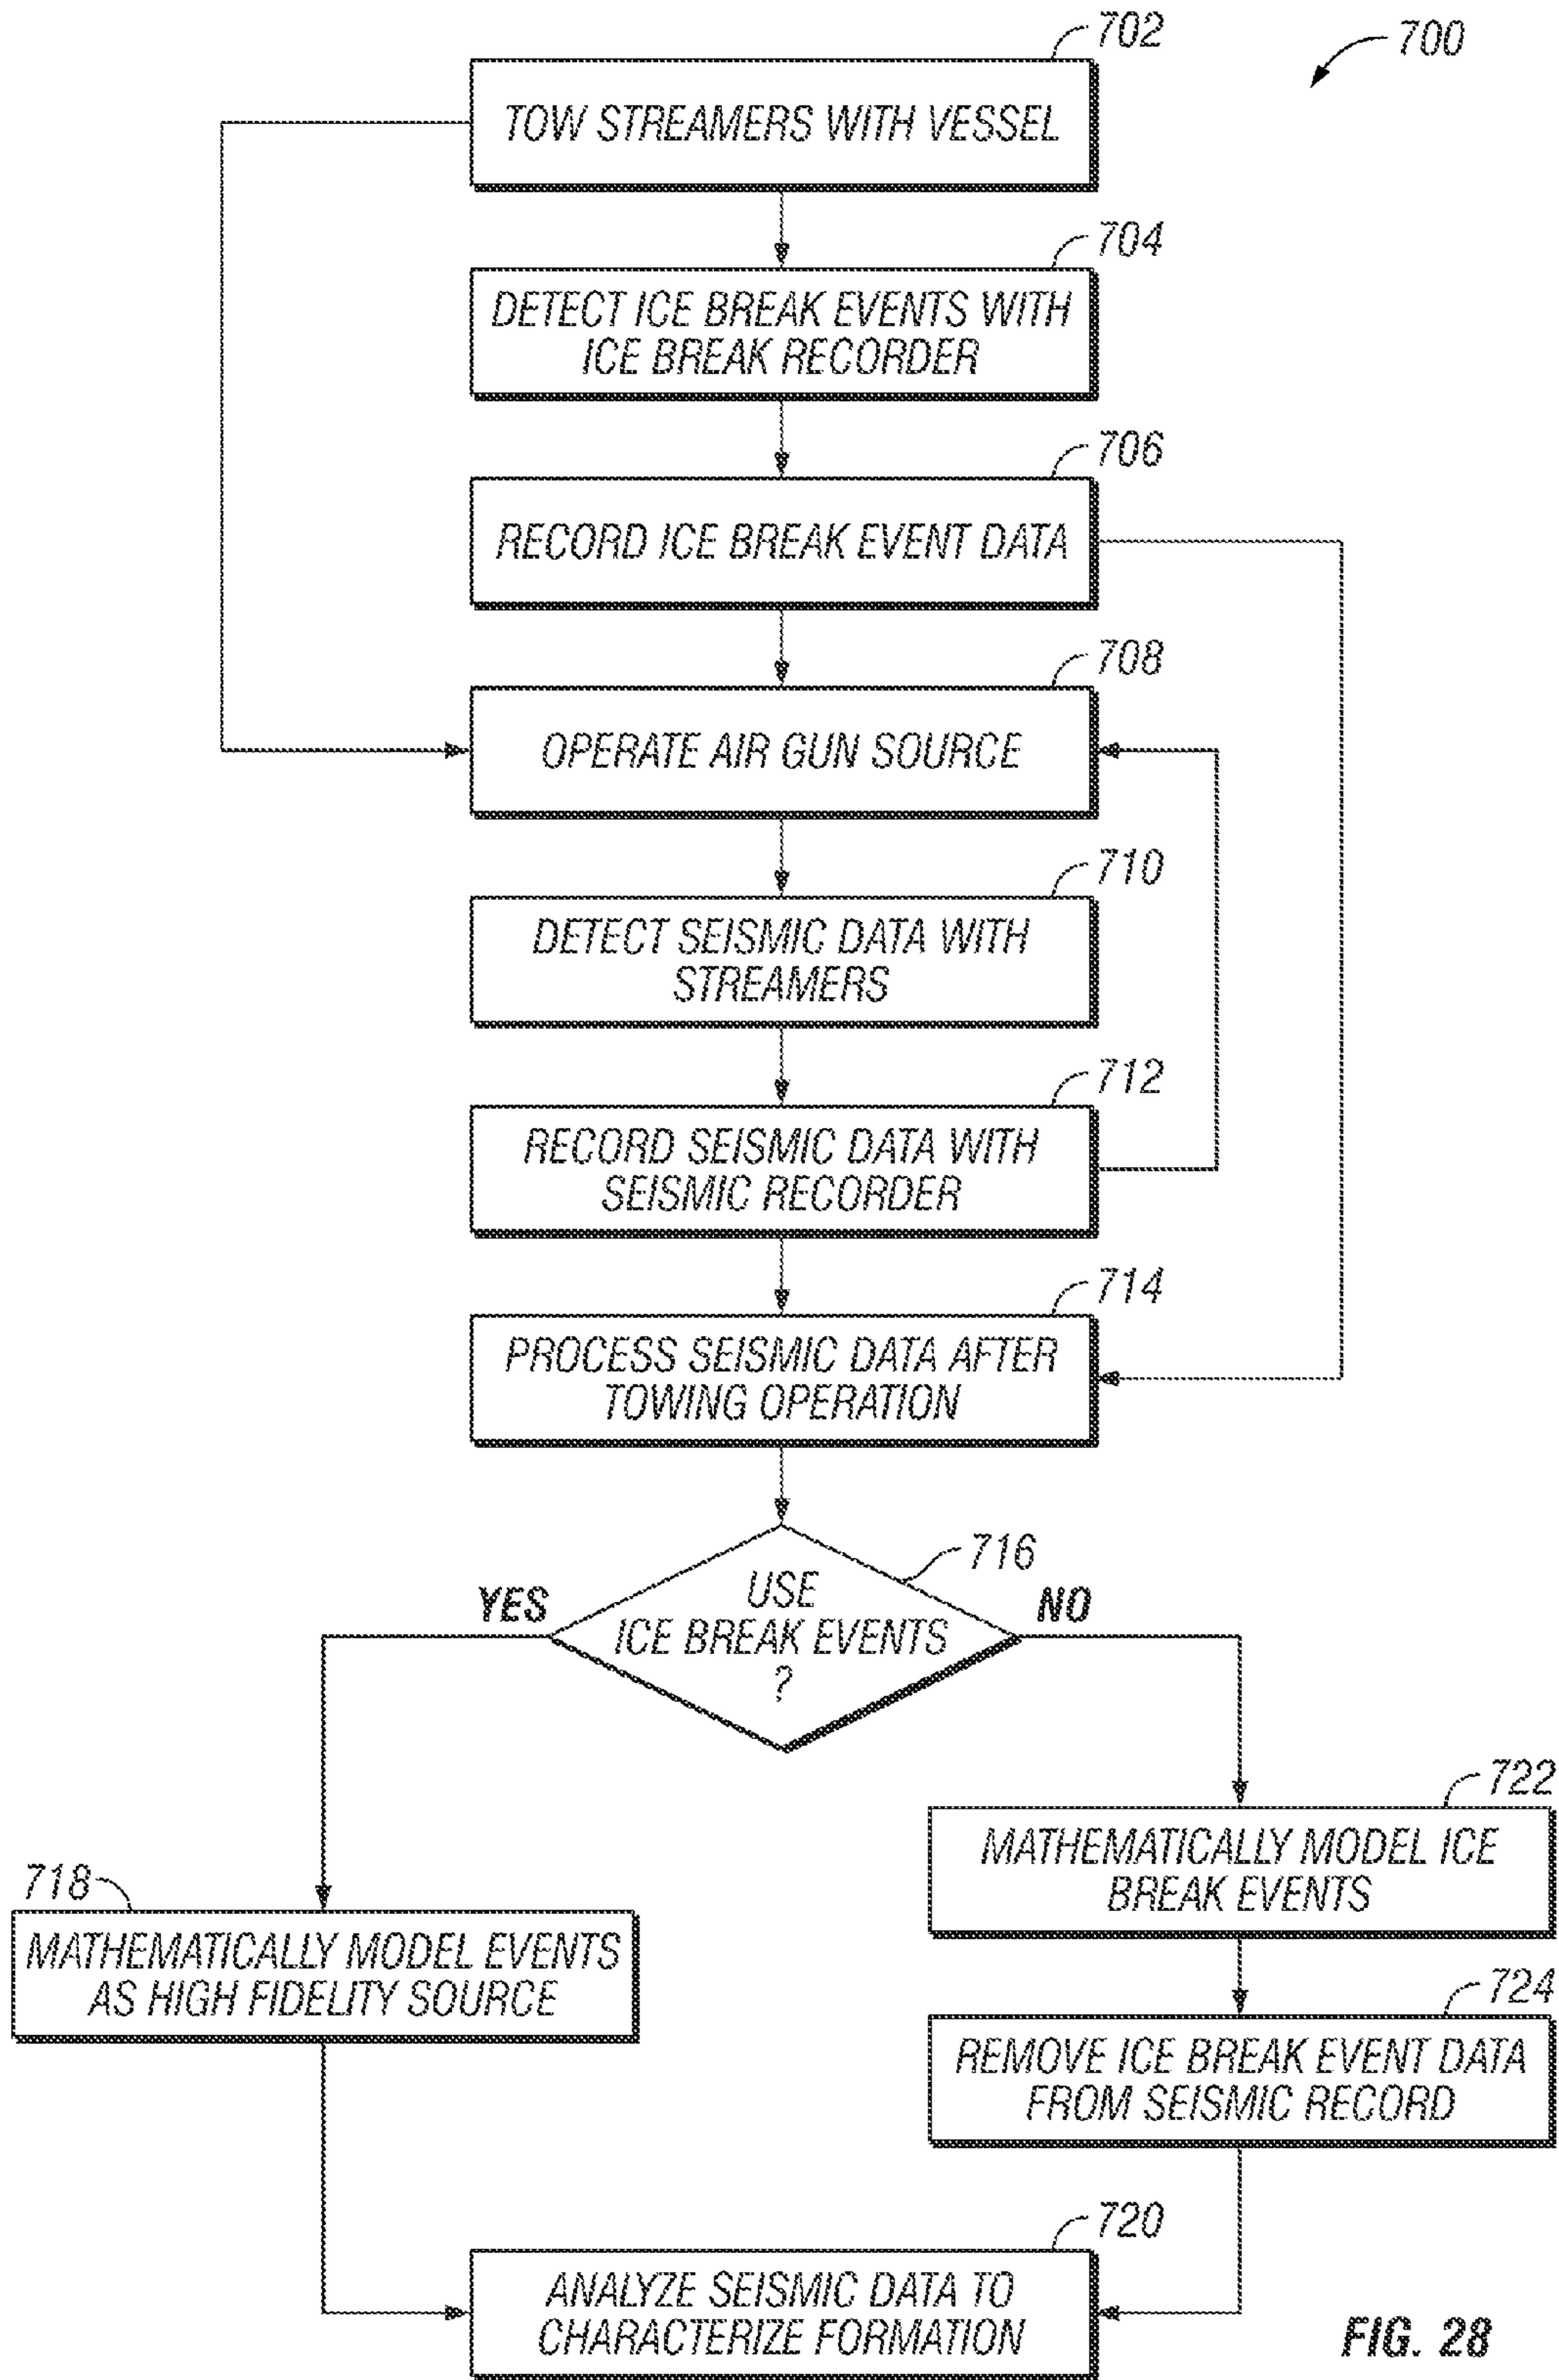 702
700
TOW STREAMERS WITH VESSEL
704
DETECT ICE BREAK EVENTS WITH
ICE BREAK RECORDER
706
RECORD ICE BREAK EVENT DATA
708
OPERATE AIR GUN SOURCE
710
DETECT SEISMIC DATA WITH
STREAMERS
712
RECORD SEISMIC DATA WITH
SEISMIC RECORDER
714
PROCESS SEISMIC DATA AFTER
TOWING OPERATION
716
YES
USE
ICE BREAK EVENTS
?
NO
722
MATHEMATICALLY MODEL ICE
BREAK EVENTS
718
MATHEMATICALLY MODEL EVENTS
AS HIGH FIDELITY SOURCE
724
REMOVE ICE BREAK EVENT DATA
FROM SEISMIC RECORD
720
ANALYZE SEISMIC DATA TO
CHARACTERIZE FORMATION
FIG. 28